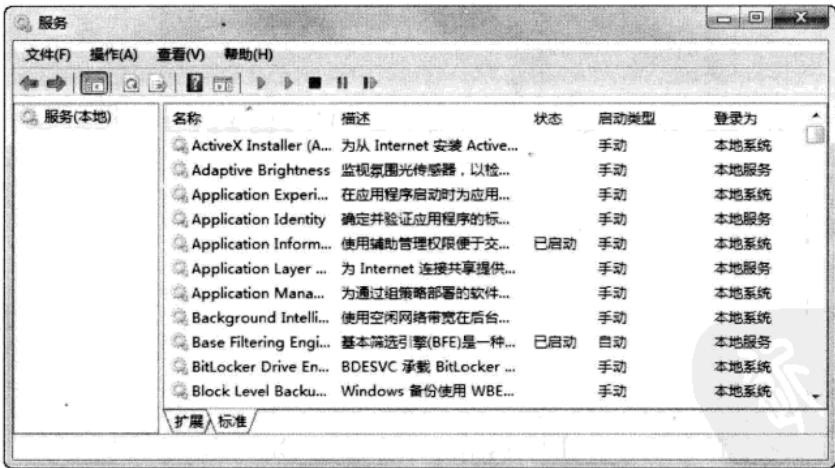 服务
文件(F) 操作(A) 查看(V) 帮助(H)
服务(本地)
名称 描述 状态 启动类型 登录为
ActiveX Installer (A... 为从 Internet 安装 Active... 手动 本地系统
Adaptive Brightness 监视氛围光传感器，以检... 手动 本地服务
Application Experi... 在应用程序启动时为应用... 手动 本地系统
Application Identity 确定并验证应用程序的标... 手动 本地服务
Application Inform... 使用辅助管理权限便于交... 已启动 手动 本地系统
Application Layer ... 为 Internet 连接共享提供... 手动 本地服务
Application Mana... 为通过组策略部署的软件... 手动 本地系统
Background Intelli... 使用空闲网络带宽在后台... 手动 本地系统
Base Filtering Engi... 基本筛选引擎(BFE)是一种... 已启动 自动 本地服务
BitLocker Drive En... BDESVC 承载 BitLocker ... 手动 本地系统
Block Level Backu... Windows 备份使用 WBE... 手动 本地系统
扩展 标准